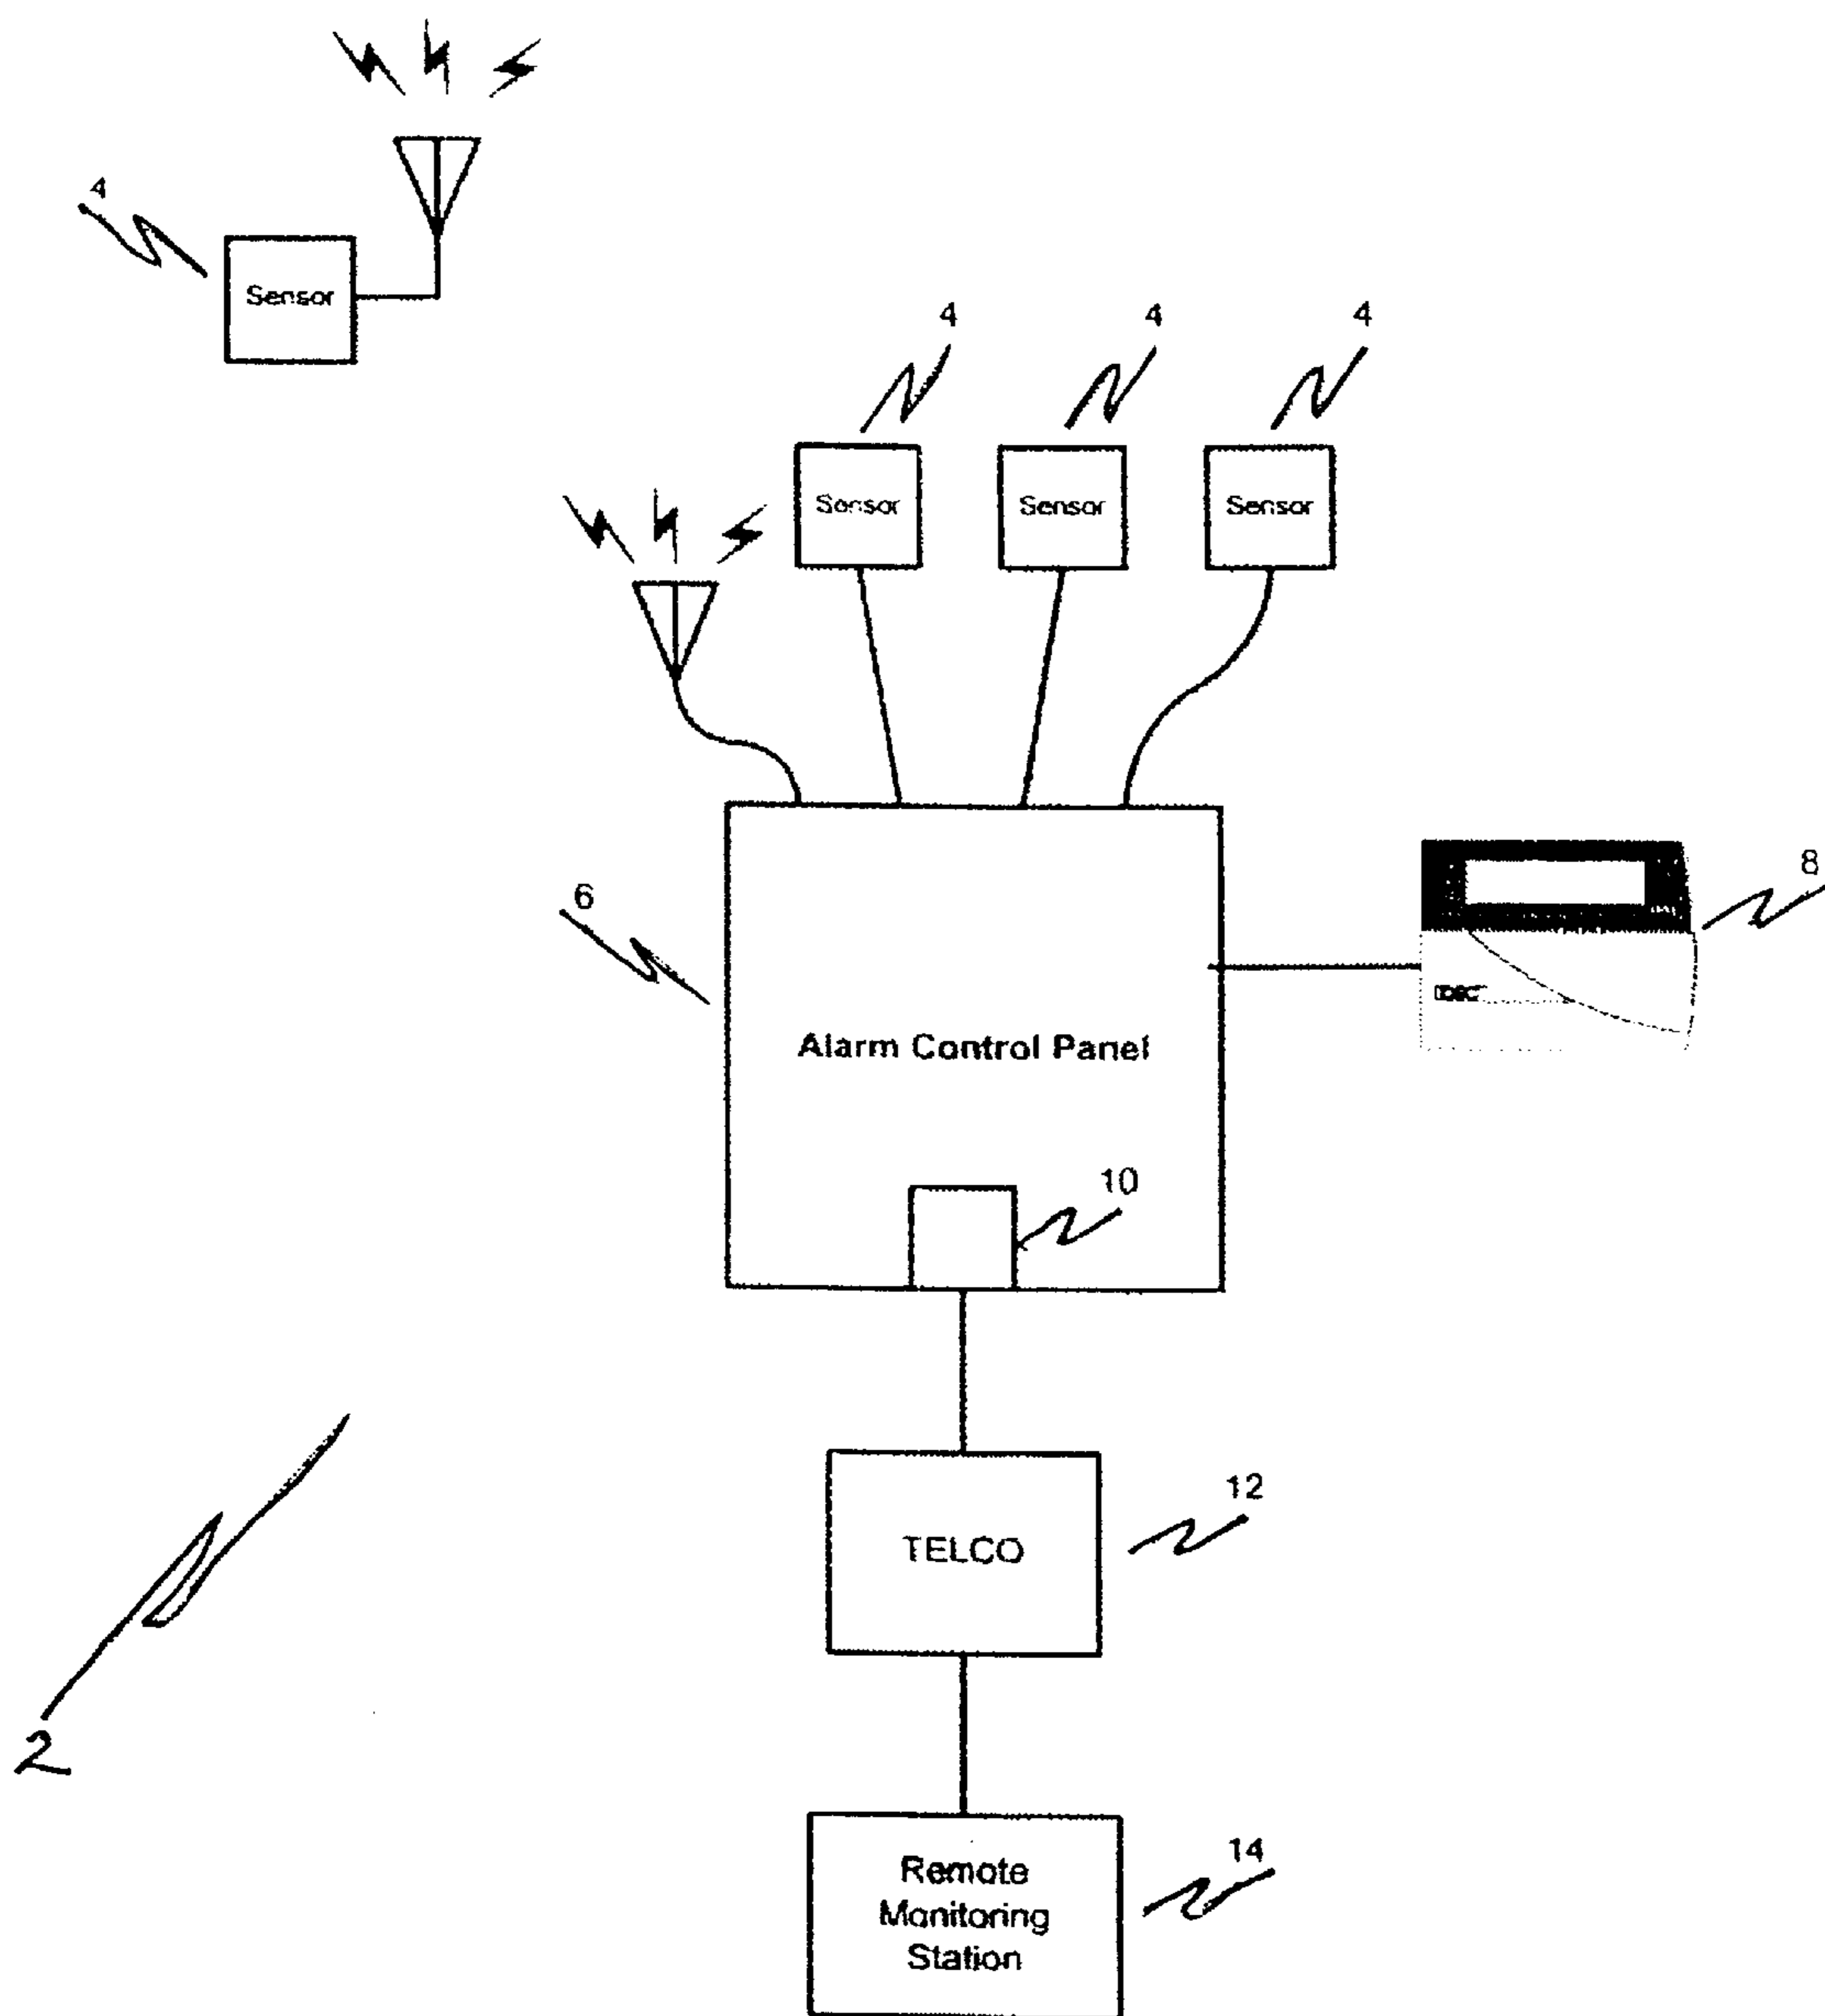 4
Sensor
4
4
4
Sensor
Sensor
Sensor
6
8
Alarm Control Panel
10
12
TELCO
2
14
Remote
Monitoring
Station